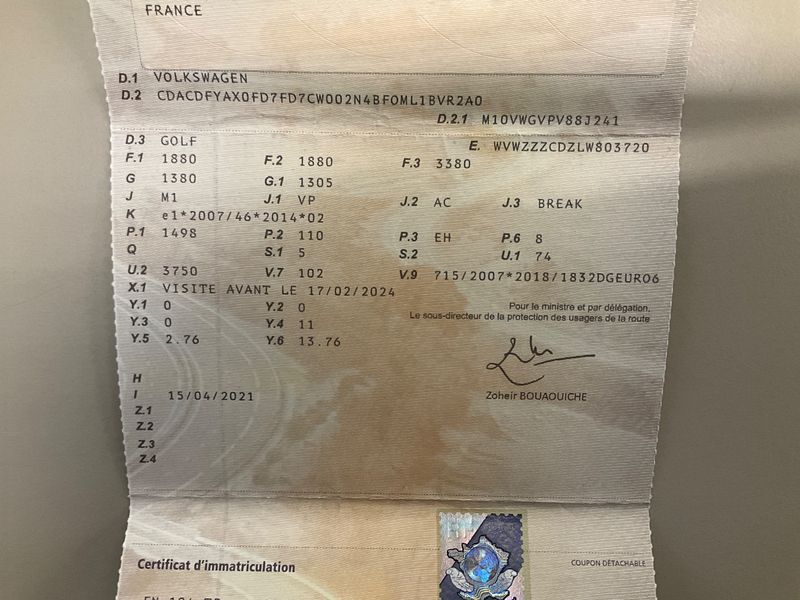 FRANCE
D.1 VOLKSWAGEN
D.2 CDACDFYAX0FD7FD7CW002N4BFOML1BVR2A0
D.2.1 M10VWGVPV88J241
D.3 GOLF E. WVWZZZCDZLW803720
F.1 1880 F.2 1880 F.3 3380
G 1380 G.1 1305
J M1 J.1 VP J.2 AC J.3 BREAK
K e1*2007/46*2014*02
P.1 1498 P.2 110 P.3 EH P.6 8
Q S.1 5 S.2 U.1 74
U.2 3750 V.7 102 V.9 715/2007*2018/1832DGEURO6
X.1 VISITE AVANT LE 17/02/2024
Y.1 0 Y.2 0 Pour le ministre et par délégation,
Y.3 0 Y.4 11 Le sous-directeur de la protection des usagers de la route
Y.5 2.76 Y.6 13.76
H
I 15/04/2021 Zoheir BOUAOUICHE
Z.1
Z.2
Z.3
Z.4
Certificat d'immatriculation COUPON DÉTACHABLE